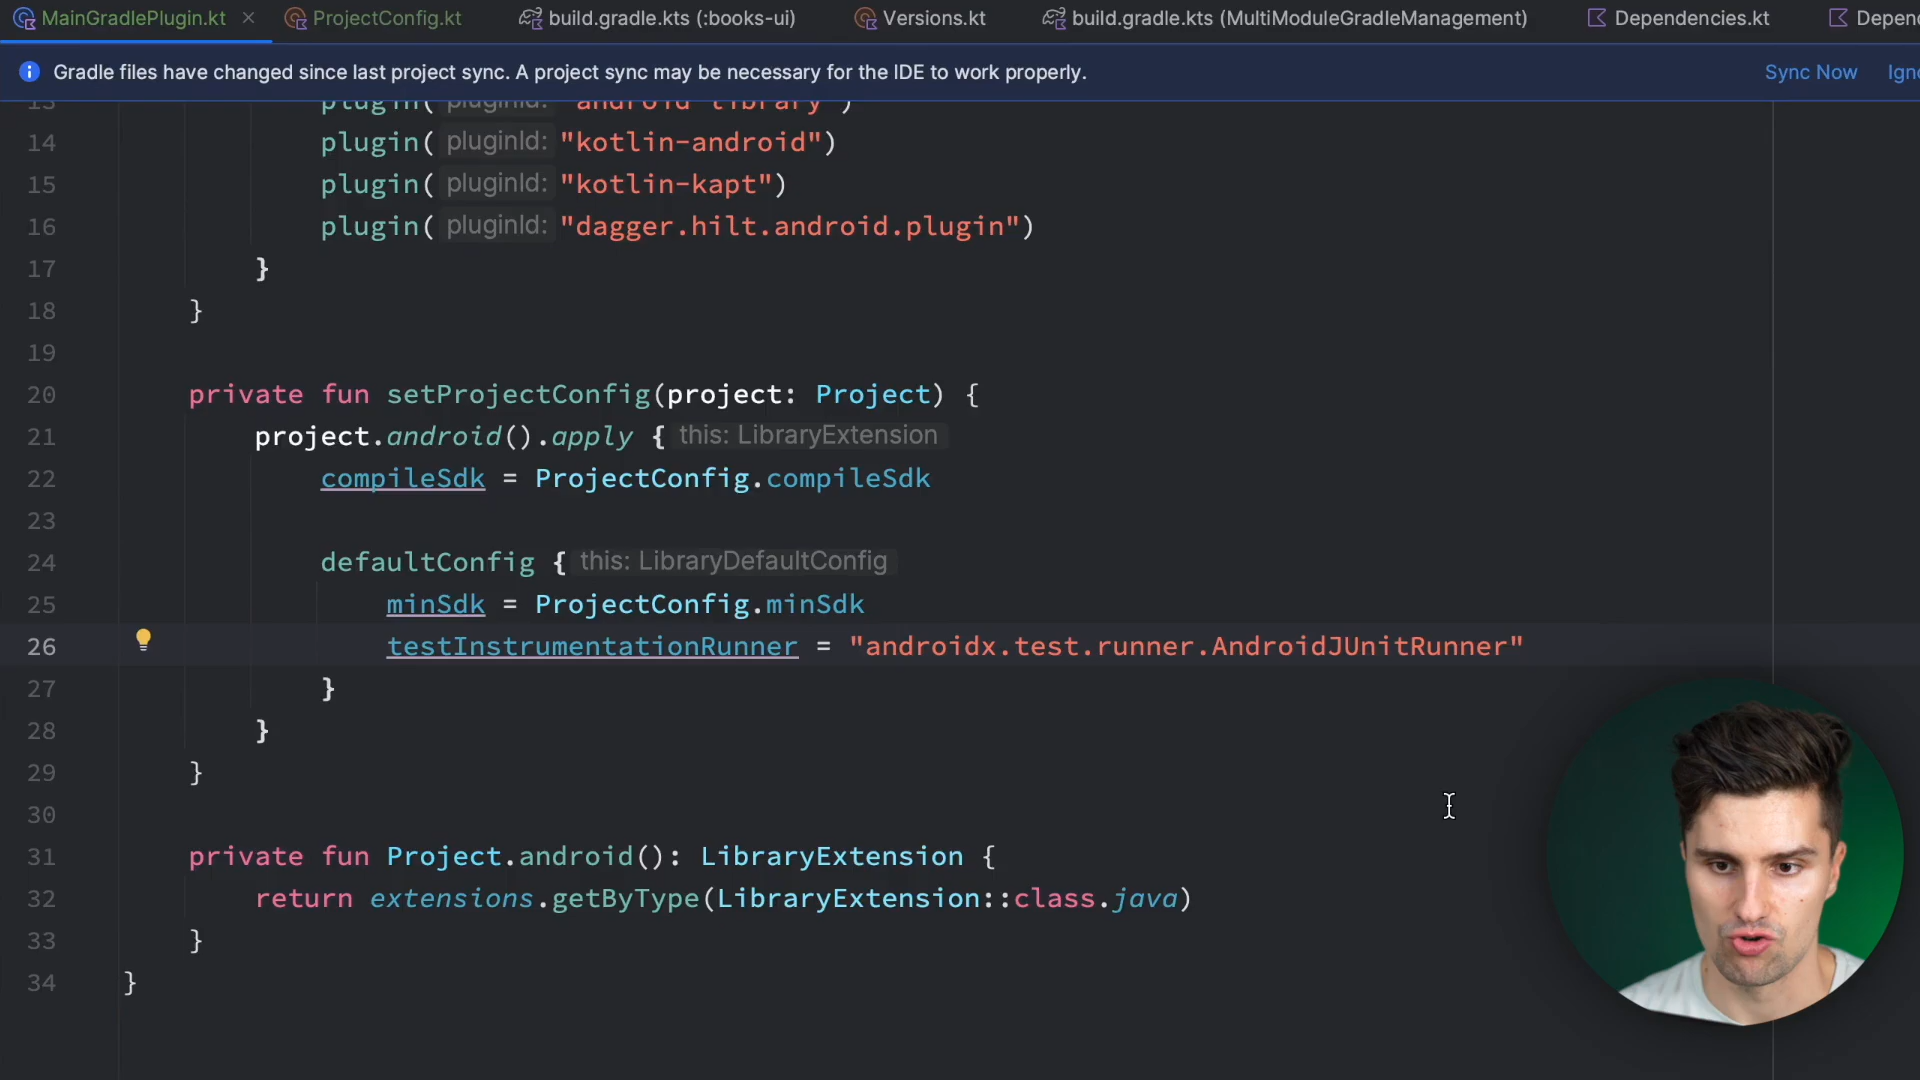 MainGradlePlugin.kt ProjectConfig.kt build.gradle.kts (:books-ui) Versions.kt build.gradle.kts (MultiModuleGradleManagement) Dependencies.kt
Gradle files have changed since last project sync. A project sync may be necessary for the IDE to work properly. Sync Now
13 plugin( pluginId: "android-library")
14 plugin( pluginId: "kotlin-android")
15 plugin( pluginId: "kotlin-kapt")
16 plugin( pluginId: "dagger.hilt.android.plugin")
17 }
18 }
19
20 private fun setProjectConfig(project: Project) {
21 project.android().apply { this: LibraryExtension
22 compileSdk = ProjectConfig.compileSdk
23
24 defaultConfig { this: LibraryDefaultConfig
25 minSdk = ProjectConfig.minSdk
26 testInstrumentationRunner = "androidx.test.runner.AndroidJUnitRunner"
27 }
28 }
29 }
30
31 private fun Project.android(): LibraryExtension {
32 return extensions.getByType(LibraryExtension::class.java)
33 }
34 }